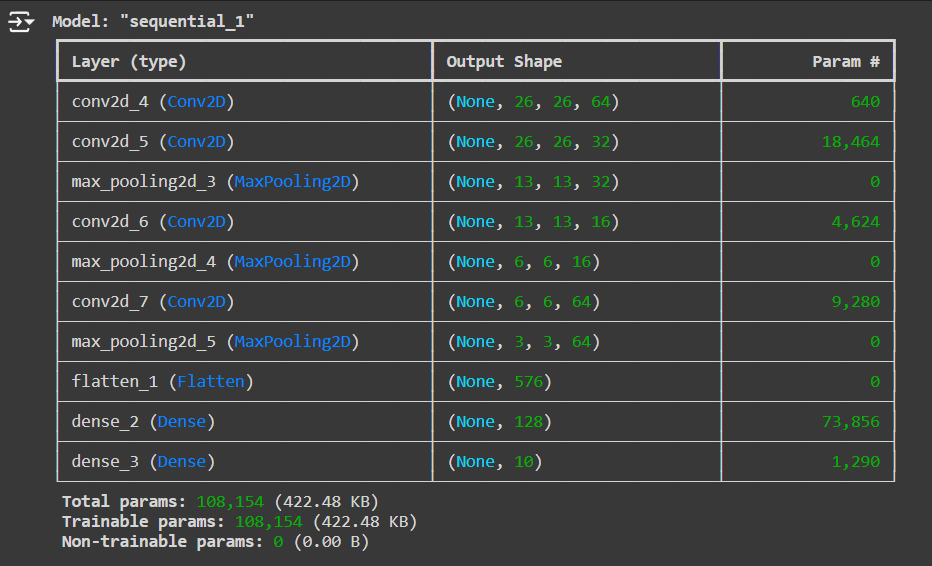 Model: "sequential_1"
Layer (type) Output Shape Param #
conv2d_4 (Conv2D) (None, 26, 26, 64) 640
conv2d_5 (Conv2D) (None, 26, 26, 32) 18,464
max_pooling2d_3 (MaxPooling2D) (None, 13, 13, 32) 0
conv2d_6 (Conv2D) (None, 13, 13, 16) 4,624
max_pooling2d_4 (MaxPooling2D) (None, 6, 6, 16) 0
conv2d_7 (Conv2D) (None, 6, 6, 64) 9,280
max_pooling2d_5 (MaxPooling2D) (None, 3, 3, 64) 0
flatten_1 (Flatten) (None, 576) 0
dense_2 (Dense) (None, 128) 73,856
dense_3 (Dense) (None, 10) 1,290
Total params: 108,154 (422.48 KB)
Trainable params: 108,154 (422.48 KB)
Non-trainable params: 0 (0.00 B)